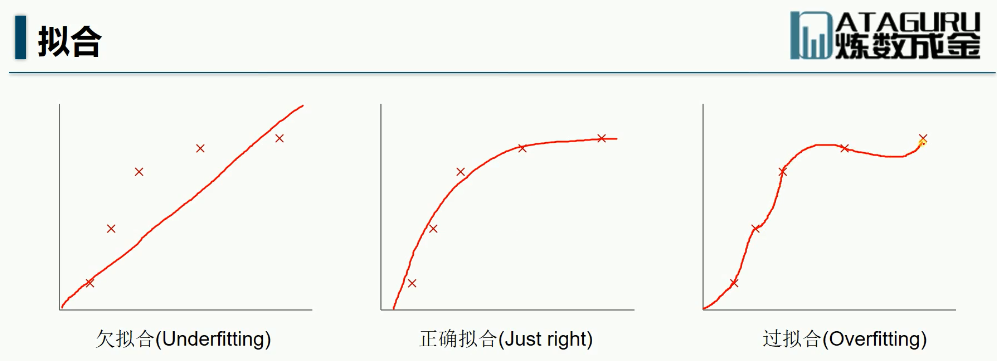 拟合
DATAGURU
炼数成金
欠拟合(Underfitting)
正确拟合(Just right)
过拟合(Overfitting)